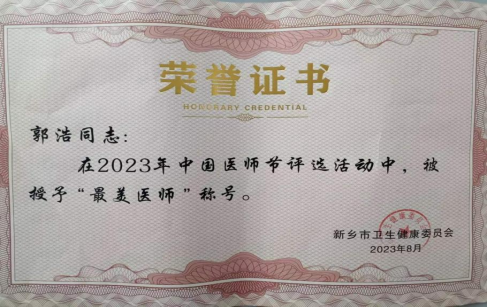 荣誉证书
HONORARY CREDENTIAL
郭浩同志:
在2023年中国医师节评选活动中,被
授予“最美医师”称号。
新乡市卫生健康委员会
2023年8月